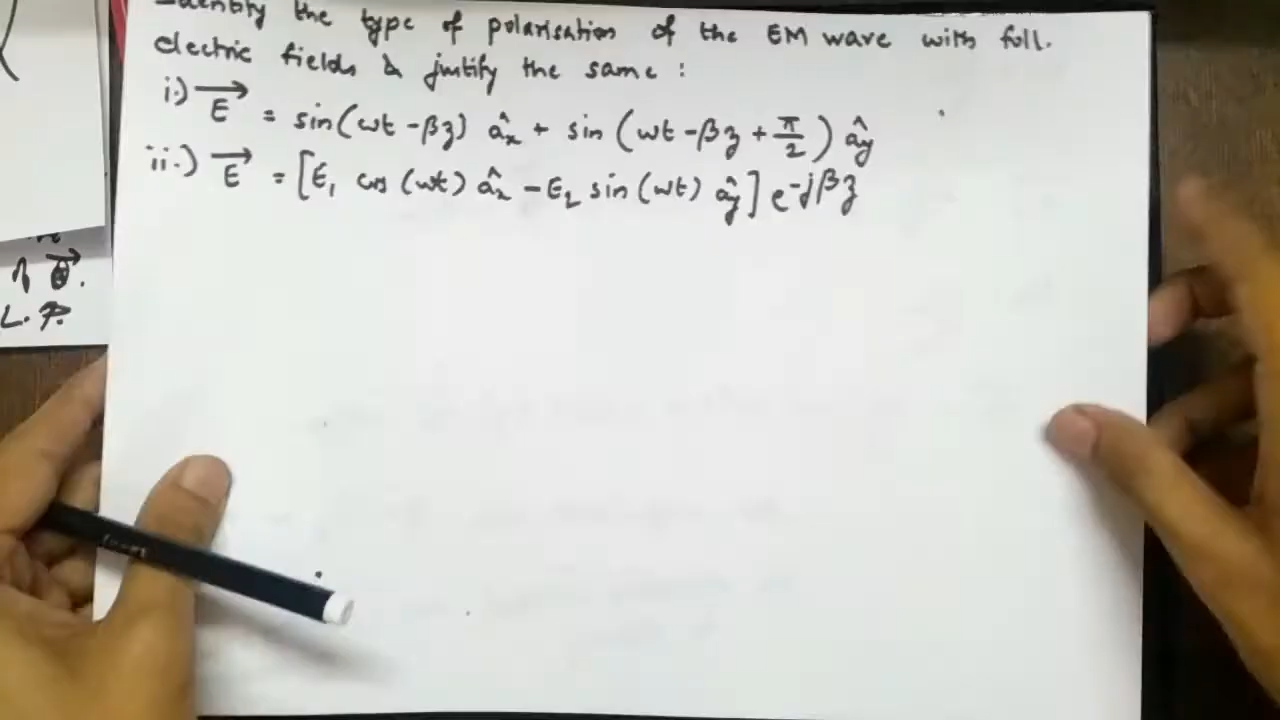 Identify the type of polarisation of the EM wave with foll.
electric fields & justify the same :
i.) E⃗ = sin(ωt - βz) âx + sin (ωt - βz + π/2) ây
ii.) E⃗ = [E₁ cos (ωt) âx - E₂ sin (ωt) ây] e^-jβz
L.P.